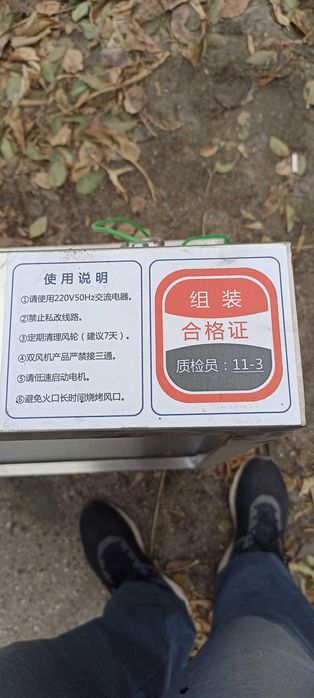 使用说明
①请使用220V50Hz交流电器。
②禁止私改线路。
③定期清理风轮（建议7天）。
④双风机产品严禁接三通。
⑤请低速启动电机。
⑥避免火口长时间烧烤风口。
组装
合格证
质检员：11-3